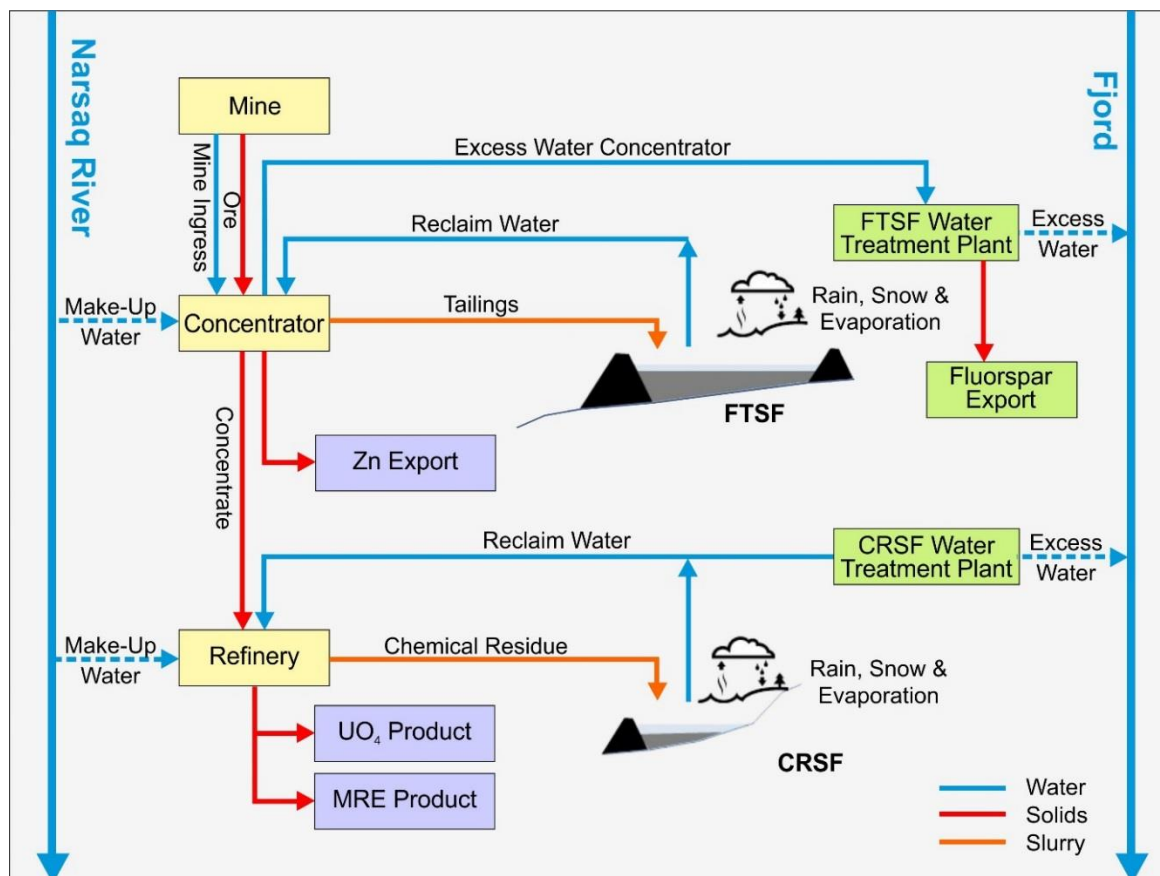 Narsaq River
Fjord
Mine
Mine Ingress
Ore
Excess Water Concentrator
Reclaim Water
FTSF Water
Treatment Plant
Excess
Water
Make-Up
Water
Concentrator
Tailings
Rain, Snow &
Evaporation
FTSF
Fluorspar
Export
Concentrate
Zn Export
Reclaim Water
CRSF Water
Treatment Plant
Excess
Water
Make-Up
Water
Refinery
Chemical Residue
Rain, Snow &
Evaporation
CRSF
UO₄ Product
MRE Product
Water
Solids
Slurry